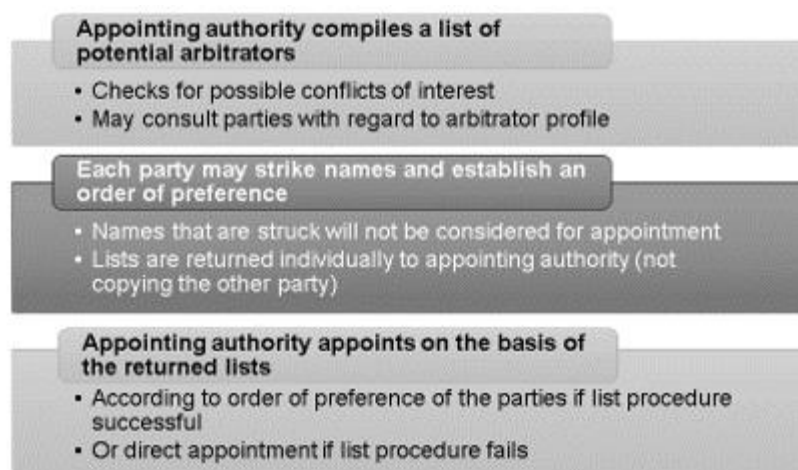 Appointing authority compiles a list of
potential arbitrators
• Checks for possible conflicts of interest
• May consult parties with regard to arbitrator profile
Each party may strike names and establish an
order of preference
• Names that are struck will not be considered for appointment
• Lists are returned individually to appointing authority (not
copying the other party)
Appointing authority appoints on the basis of
the returned lists
• According to order of preference of the parties if list procedure
successful
• Or direct appointment if list procedure fails